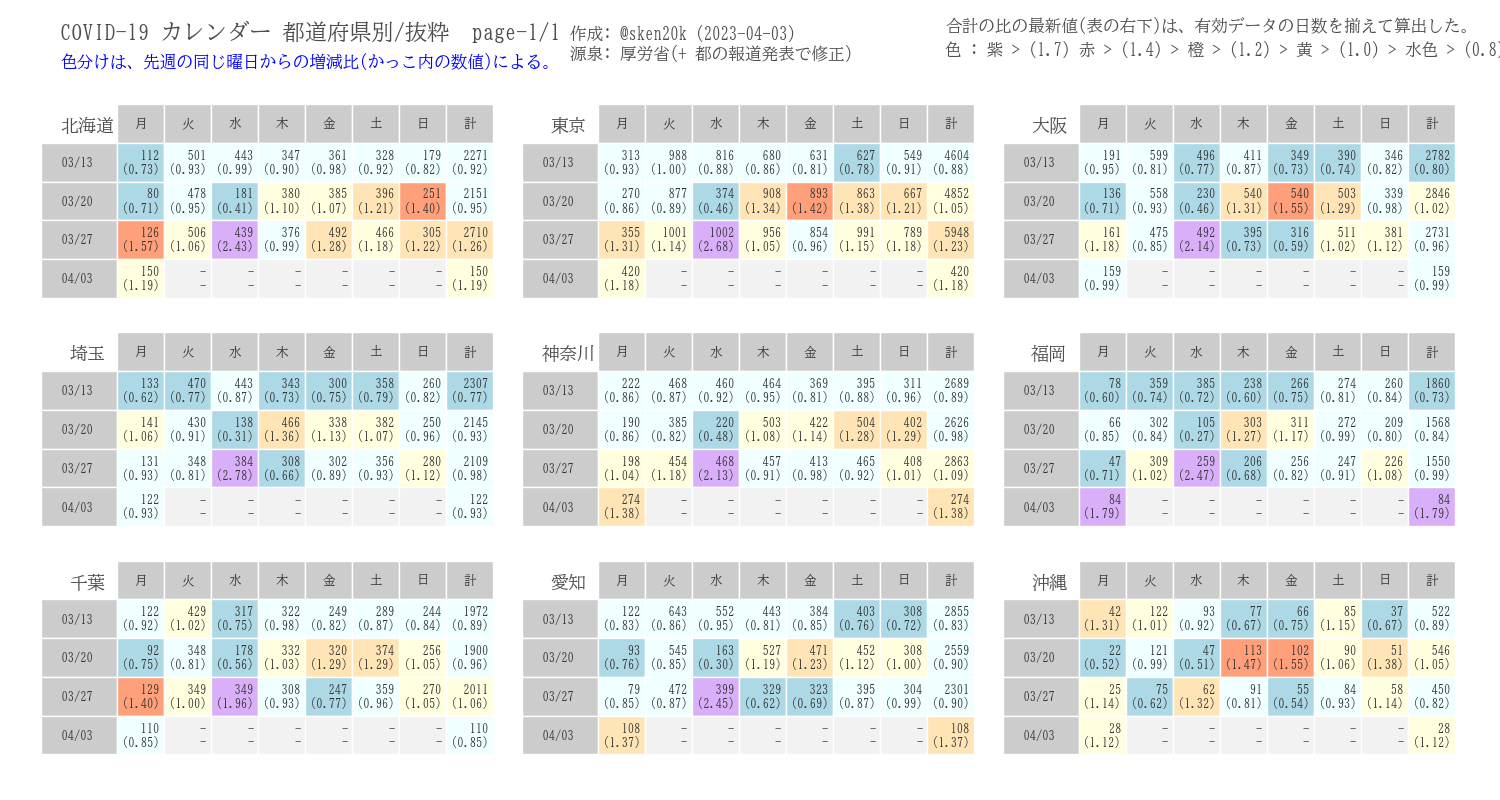 COVID-19 カレンダー 都道府県別/抜粋 page-1/1
色分けは、先週の同じ曜日からの増減比(かっこ内の数値)による。
作成: @sken20k (2023-04-03)
源泉: 厚労省(+ 都の報道発表で修正)
合計の比の最新値(表の右下)は、有効データの日数を揃えて算出した。
色 : 紫 > (1.7) 赤 > (1.4) > 橙 > (1.2) > 黄 > (1.0) > 水色 > (0.8)
北海道 月 火 水 木 金 土 日 計
03/13 112 501 443 347 361 328 179 2271
(0.73) (0.93) (0.99) (0.90) (0.98) (0.92) (0.82) (0.92)
03/20 80 478 181 380 385 396 251 2151
(0.71) (0.95) (0.41) (1.10) (1.07) (1.21) (1.40) (0.95)
03/27 126 506 439 376 492 466 305 2710
(1.57) (1.06) (2.43) (0.99) (1.28) (1.18) (1.22) (1.26)
04/03 150 – – – – – – 150
(1.19) – – – – – – (1.19)
東京 月 火 水 木 金 土 日 計
03/13 313 988 816 680 631 627 549 4604
(0.93) (1.00) (0.88) (0.86) (0.81) (0.78) (0.91) (0.88)
03/20 270 877 374 908 893 863 667 4852
(0.86) (0.89) (0.46) (1.34) (1.42) (1.38) (1.21) (1.05)
03/27 355 1001 1002 956 854 991 789 5948
(1.31) (1.14) (2.68) (1.05) (0.96) (1.15) (1.18) (1.23)
04/03 420 – – – – – – 420
(1.18) – – – – – – (1.18)
大阪 月 火 水 木 金 土 日 計
03/13 191 599 496 411 349 390 346 2782
(0.95) (0.81) (0.77) (0.87) (0.73) (0.74) (0.82) (0.80)
03/20 136 558 230 540 540 503 339 2846
(0.71) (0.93) (0.46) (1.31) (1.55) (1.29) (0.98) (1.02)
03/27 161 475 492 395 316 511 381 2731
(1.18) (0.85) (2.14) (0.73) (0.59) (1.02) (1.12) (0.96)
04/03 159 – – – – – – 159
(0.99) – – – – – – (0.99)
埼玉 月 火 水 木 金 土 日 計
03/13 133 470 443 343 300 358 260 2307
(0.62) (0.77) (0.87) (0.73) (0.75) (0.79) (0.82) (0.77)
03/20 141 430 138 466 338 382 250 2145
(1.06) (0.91) (0.31) (1.36) (1.13) (1.07) (0.96) (0.93)
03/27 131 348 384 308 302 356 280 2109
(0.93) (0.81) (2.78) (0.66) (0.89) (0.93) (1.12) (0.98)
04/03 122 – – – – – – 122
(0.93) – – – – – – (0.93)
神奈川 月 火 水 木 金 土 日 計
03/13 222 468 460 464 369 395 311 2689
(0.86) (0.87) (0.92) (0.95) (0.81) (0.88) (0.96) (0.89)
03/20 190 385 220 503 422 504 402 2626
(0.86) (0.82) (0.48) (1.08) (1.14) (1.28) (1.29) (0.98)
03/27 198 454 468 457 413 465 408 2863
(1.04) (1.18) (2.13) (0.91) (0.98) (0.92) (1.01) (1.09)
04/03 274 – – – – – – 274
(1.38) – – – – – – (1.38)
福岡 月 火 水 木 金 土 日 計
03/13 78 359 385 238 266 274 260 1860
(0.60) (0.74) (0.72) (0.60) (0.75) (0.81) (0.84) (0.73)
03/20 66 302 105 303 311 272 209 1568
(0.85) (0.84) (0.27) (1.27) (1.17) (0.99) (0.80) (0.84)
03/27 47 309 259 206 256 247 226 1550
(0.71) (1.02) (2.47) (0.68) (0.82) (0.91) (1.08) (0.99)
04/03 84 – – – – – – 84
(1.79) – – – – – – (1.79)
千葉 月 火 水 木 金 土 日 計
03/13 122 429 317 322 249 289 244 1972
(0.92) (1.02) (0.75) (0.98) (0.82) (0.87) (0.84) (0.89)
03/20 92 348 178 332 320 374 256 1900
(0.75) (0.81) (0.56) (1.03) (1.29) (1.29) (1.05) (0.96)
03/27 129 349 349 308 247 359 270 2011
(1.40) (1.00) (1.96) (0.93) (0.77) (0.96) (1.05) (1.06)
04/03 110 – – – – – – 110
(0.85) – – – – – – (0.85)
愛知 月 火 水 木 金 土 日 計
03/13 122 643 552 443 384 403 308 2855
(0.83) (0.86) (0.95) (0.81) (0.85) (0.76) (0.72) (0.83)
03/20 93 545 163 527 471 452 308 2559
(0.76) (0.85) (0.30) (1.19) (1.23) (1.12) (1.00) (0.90)
03/27 79 472 399 329 323 395 304 2301
(0.85) (0.87) (2.45) (0.62) (0.69) (0.87) (0.99) (0.90)
04/03 108 – – – – – – 108
(1.37) – – – – – – (1.37)
沖縄 月 火 水 木 金 土 日 計
03/13 42 122 93 77 66 85 37 522
(1.31) (1.01) (0.92) (0.67) (0.75) (1.15) (0.67) (0.89)
03/20 22 121 47 113 102 90 51 546
(0.52) (0.99) (0.51) (1.47) (1.55) (1.06) (1.38) (1.05)
03/27 25 75 62 91 55 84 58 450
(1.14) (0.62) (1.32) (0.81) (0.54) (0.93) (1.14) (0.82)
04/03 28 – – – – – – 28
(1.12) – – – – – – (1.12)